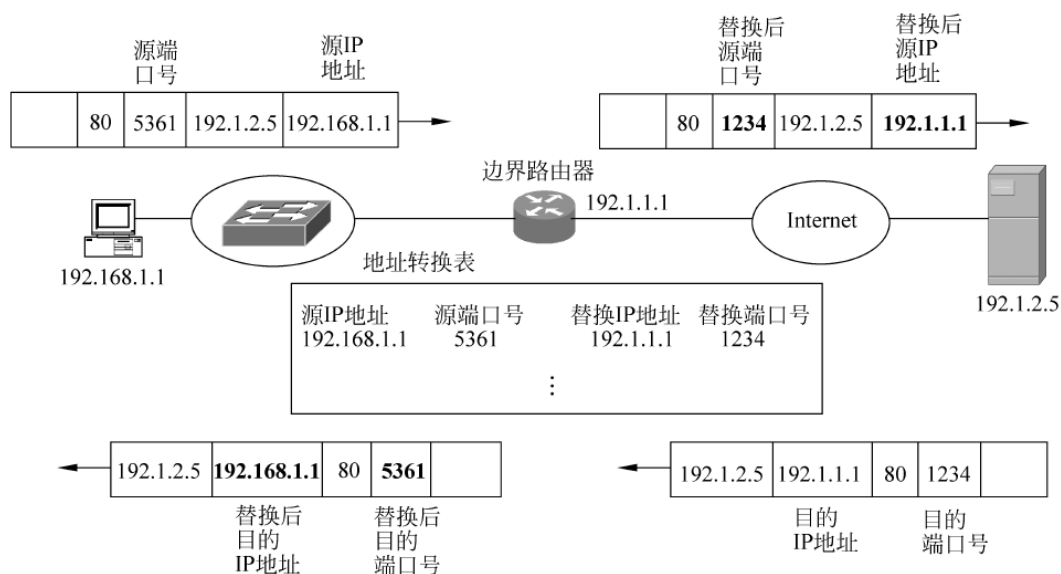 源端
口号
源IP
地址
80 5361 192.1.2.5 192.168.1.1
替换后
源端
口号
替换后
源IP
地址
80 1234 192.1.2.5 192.1.1.1
边界路由器
192.1.1.1
Internet
192.168.1.1
192.1.2.5
地址转换表
源IP地址 源端口号 替换IP地址 替换端口号
192.168.1.1 5361 192.1.1.1 1234
⋮
192.1.2.5 192.168.1.1 80 5361
替换后
目的
IP地址
替换后
目的
端口号
192.1.2.5 192.1.1.1 80 1234
目的
IP地址
目的
端口号